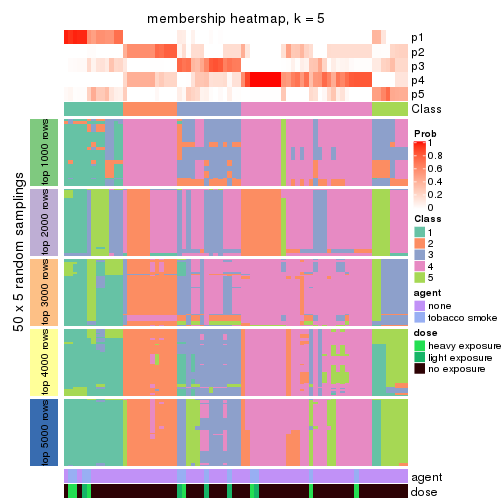 membership heatmap, k = 5
p1
p2
p3
p4
p5
Class
50 x 5 random samplings
top 1000 rows
top 2000 rows
top 3000 rows
top 4000 rows
top 5000 rows
Prob
1
0.8
0.6
0.4
0.2
0
Class
1
2
3
4
5
agent
none
tobacco smoke
dose
heavy exposure
light exposure
no exposure
agent
dose